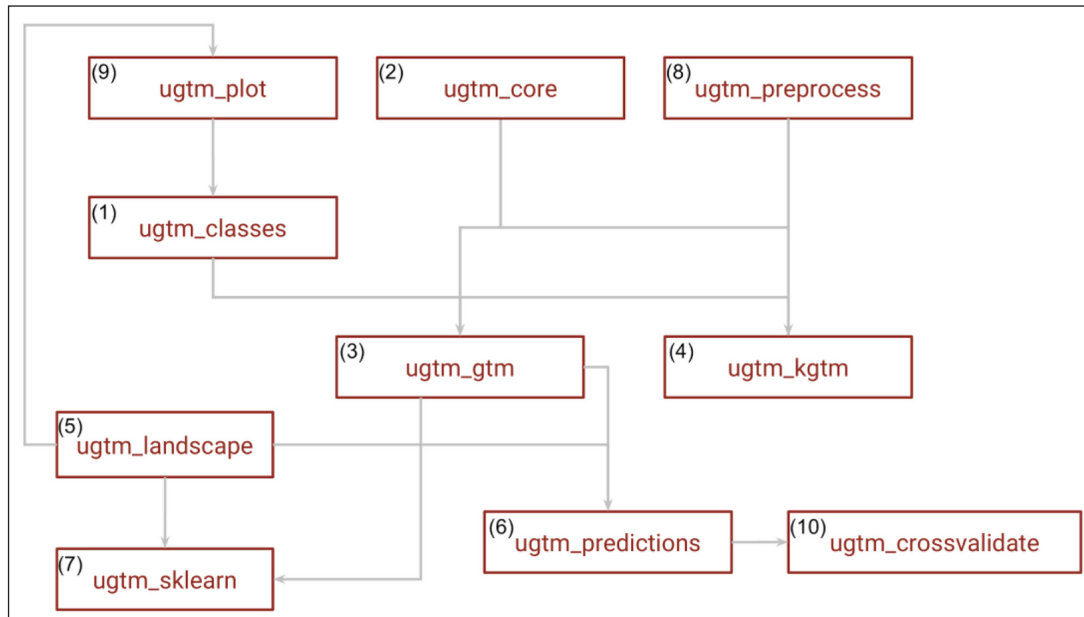 (9) ugtm_plot
(2) ugtm_core
(8) ugtm_preprocess
(1) ugtm_classes
(3) ugtm_gtm
(4) ugtm_kgtm
(5) ugtm_landscape
(6) ugtm_predictions
(10) ugtm_crossvalidate
(7) ugtm_sklearn